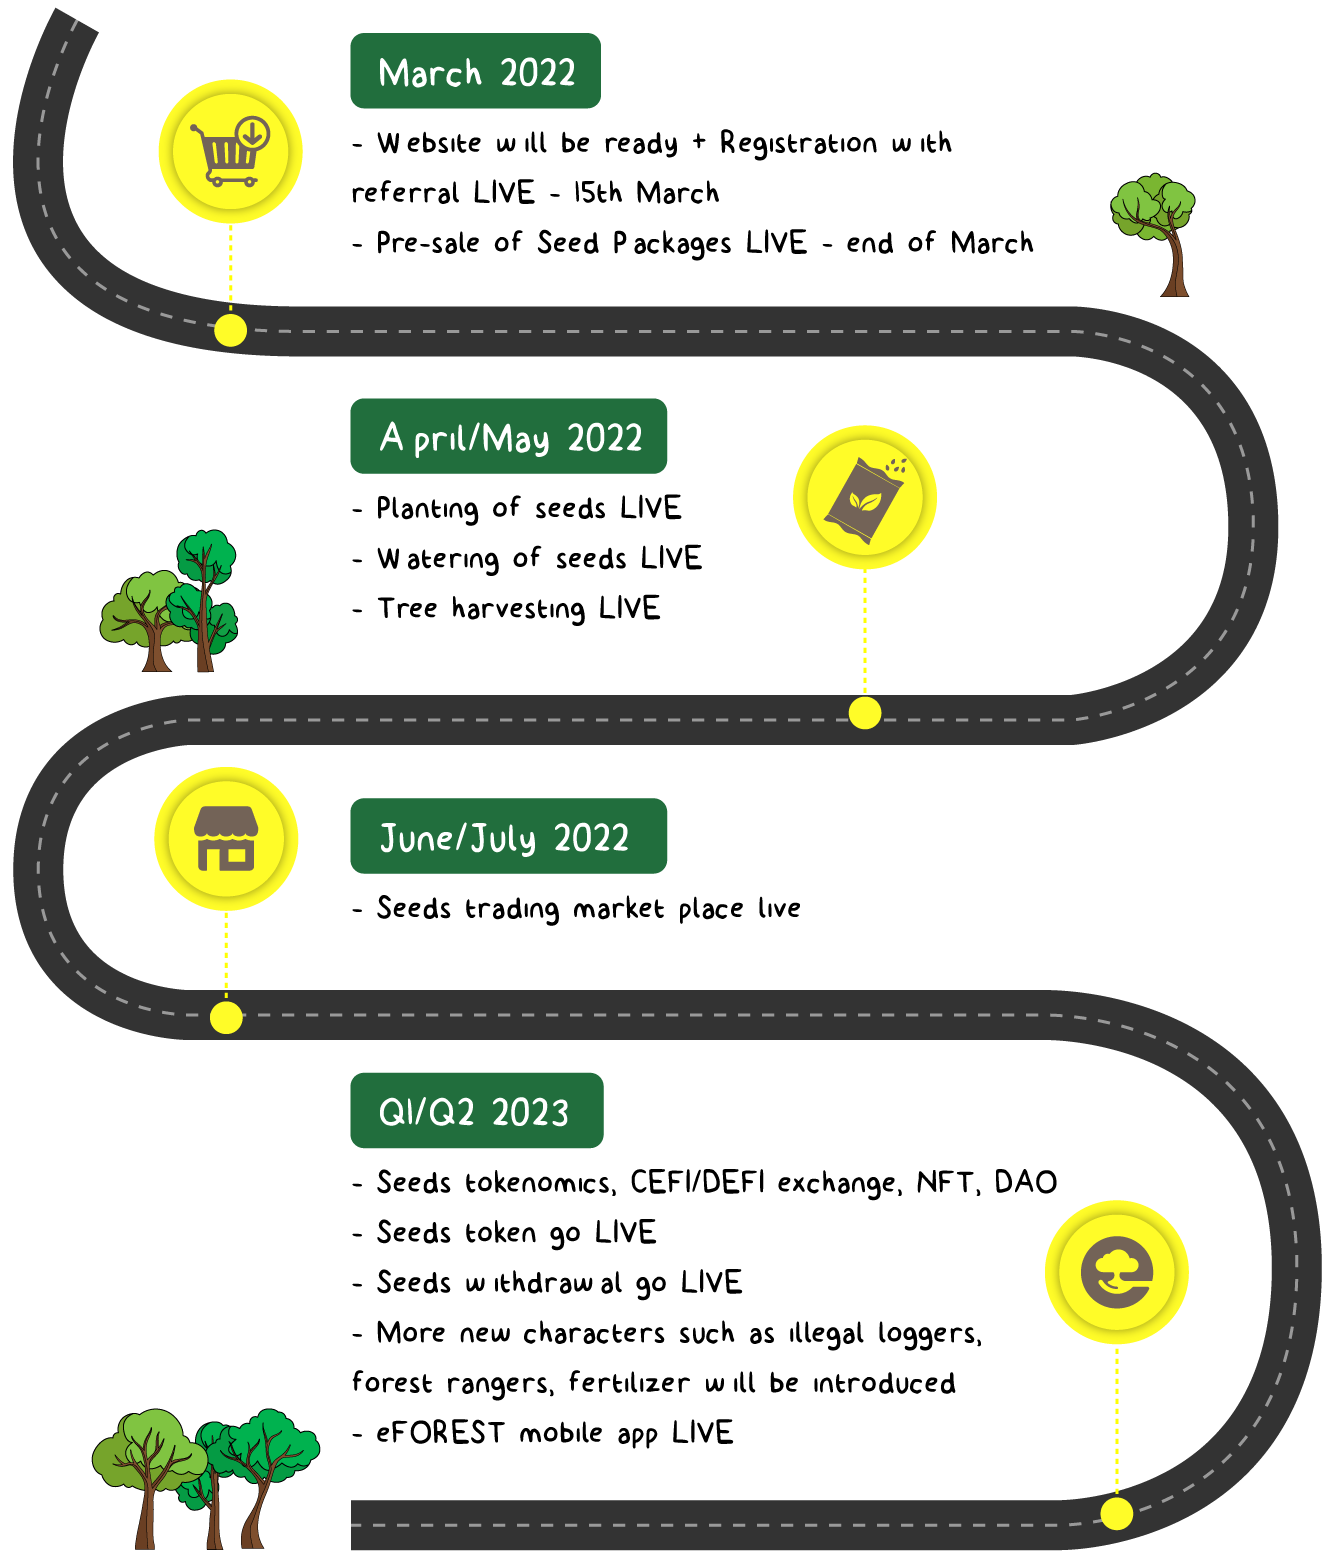 March 2022
- Website will be ready + Registration with
referral LIVE - 15th March
- Pre-sale of Seed Packages LIVE - end of March
April/May 2022
- Planting of seeds LIVE
- Watering of seeds LIVE
- Tree harvesting LIVE
June/July 2022
- Seeds trading market place live
Q1/Q2 2023
- Seeds tokenomics, CEFI/DEFI exchange, NFT, DAO
- Seeds token go LIVE
- Seeds withdrawal go LIVE
- More new characters such as illegal loggers,
forest rangers, fertilizer will be introduced
- eFOREST mobile app LIVE